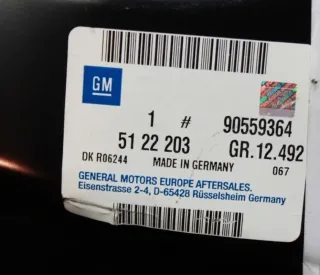 GM
1 # 90559364
51 22 203 GR.12.492
DK R06244 MADE IN GERMANY 067
GENERAL MOTORS EUROPE AFTERSALES.
Eisenstrasse 2-4, D-65428 Rüsselsheim Germany